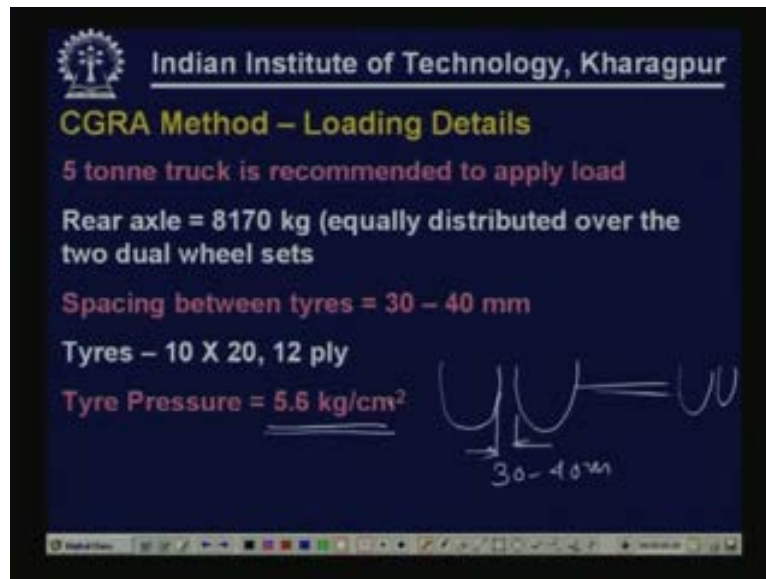 Indian Institute of Technology, Kharagpur
CGRA Method – Loading Details
5 tonne truck is recommended to apply load
Rear axle = 8170 kg (equally distributed over the
two dual wheel sets
Spacing between tyres = 30 – 40 mm
Tyres – 10 X 20, 12 ply
Tyre Pressure = 5.6 kg/cm²
30-40m